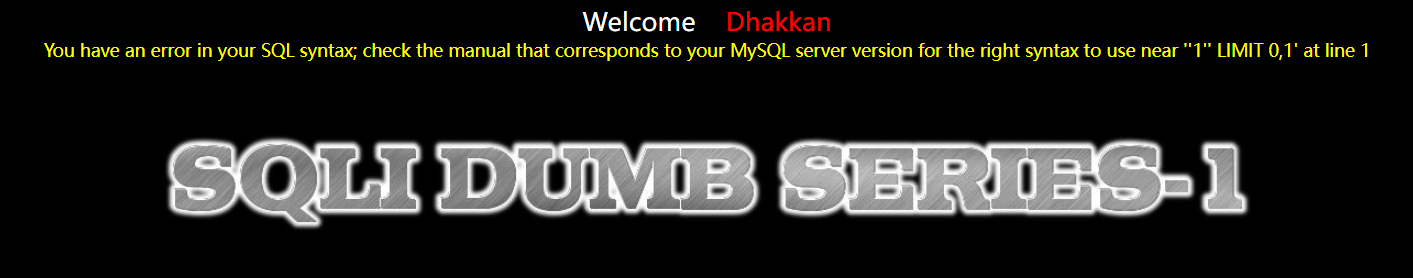 Welcome Dhakkan
You have an error in your SQL syntax; check the manual that corresponds to your MySQL server version for the right syntax to use near ''1'' LIMIT 0,1' at line 1
SQLI DUMB SERIES-1